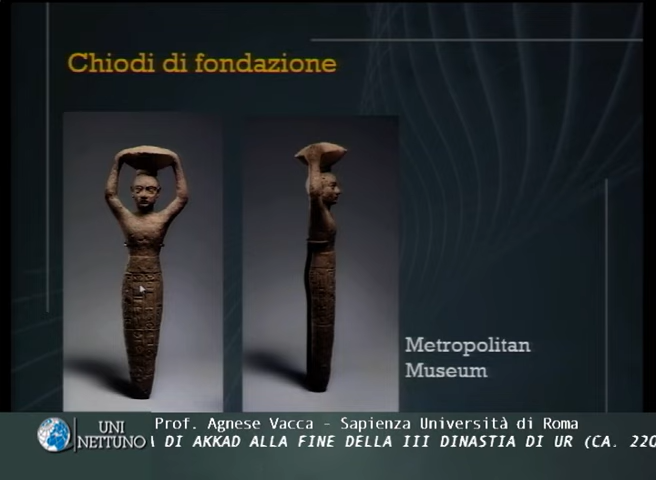 Chiodi di fondazione
Metropolitan
Museum
UNI
NETTUNO
Prof. Agnese Vacca - Sapienza Università di Roma
DI AKKAD ALLA FINE DELLA III DINASTIA DI UR (CA. 220